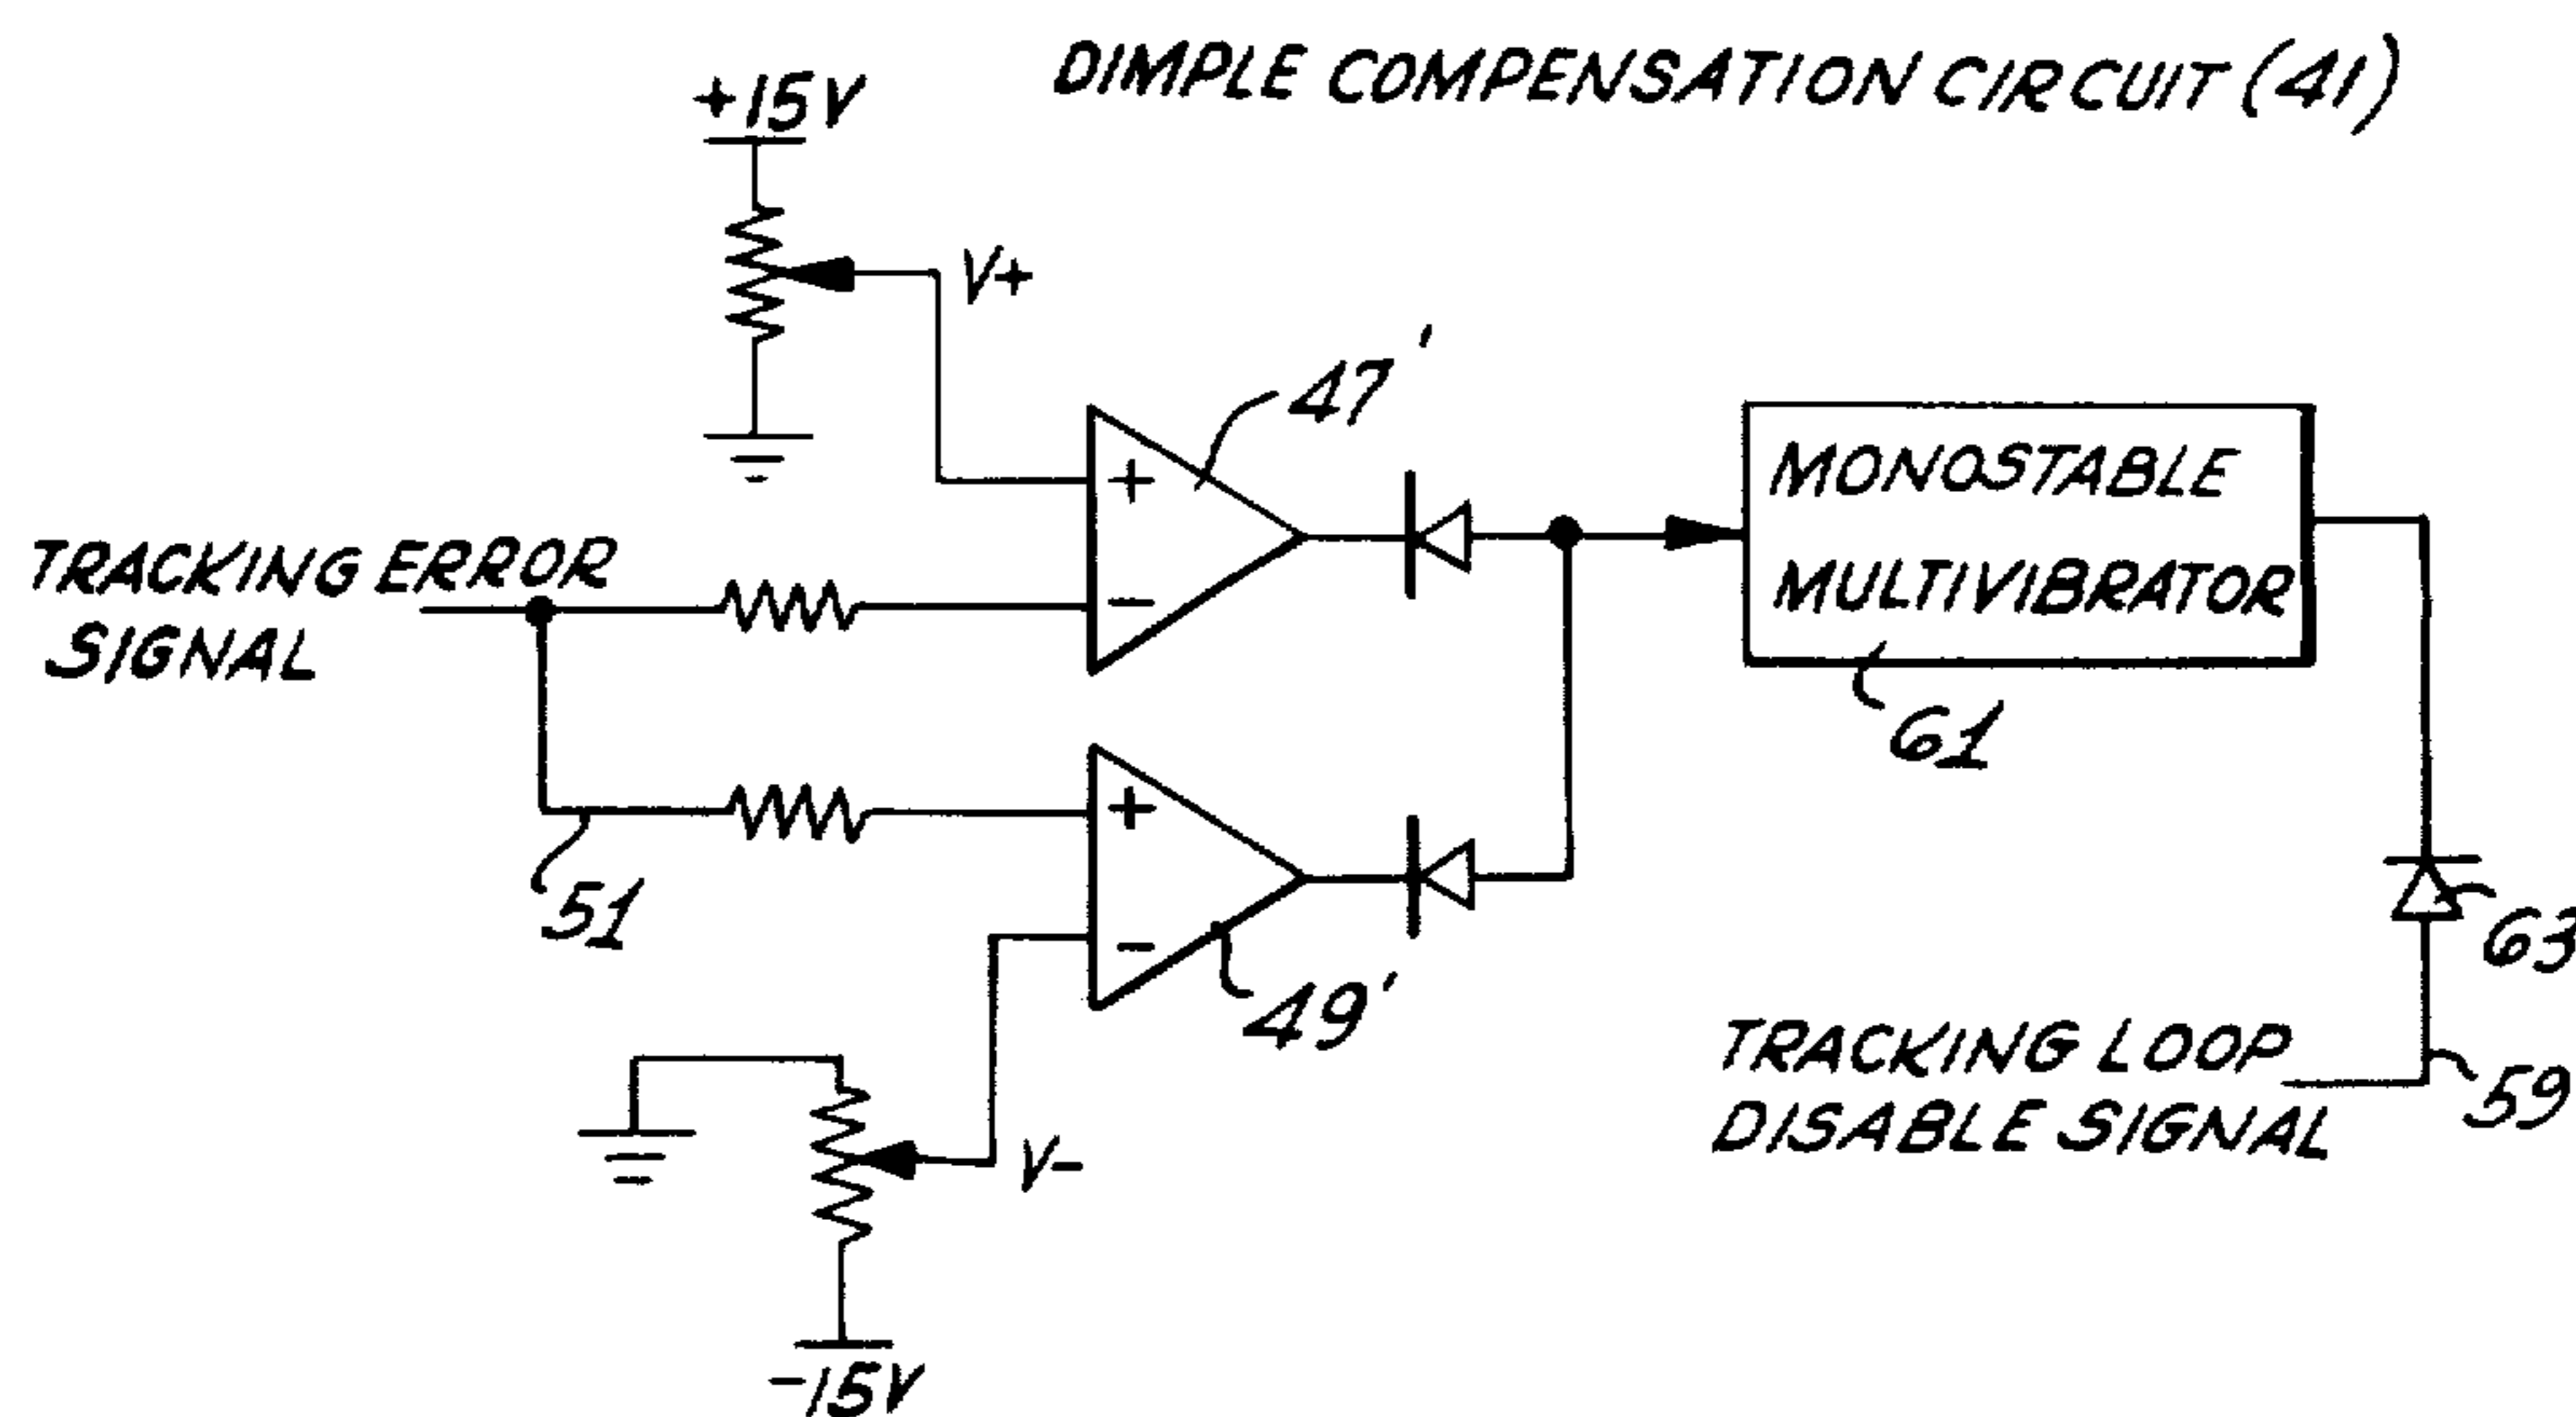 DIMPLE COMPENSATION CIRCUIT (41)
+15V
V+
47'
+
-
TRACKING ERROR
SIGNAL
MONOSTABLE
MULTIVIBRATOR
61
51
+
-
49'
63
V-
TRACKING LOOP
DISABLE SIGNAL
59
-15V